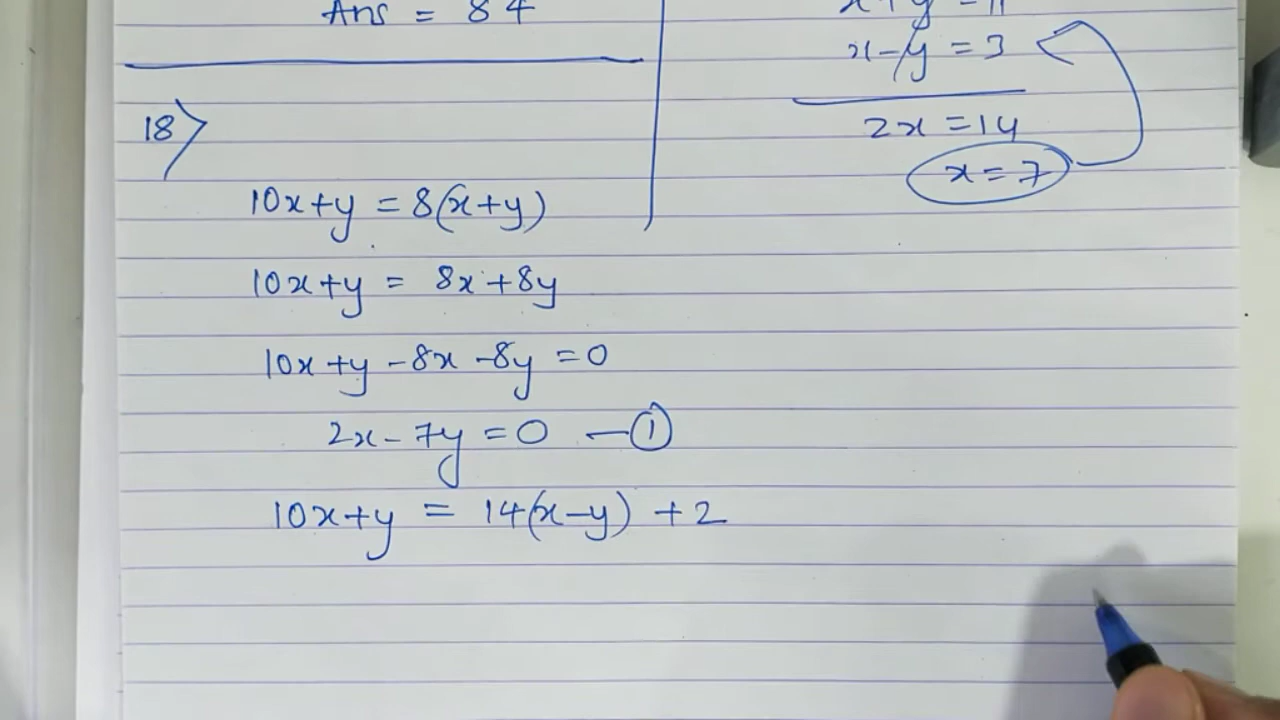 Ans = 84
x+y = 11
x-y = 3
2x = 14
x = 7
18>
10x+y = 8(x+y)
10x+y = 8x+8y
10x+y-8x-8y = 0
2x-7y = 0 —①
10x+y = 14(x-y) +2